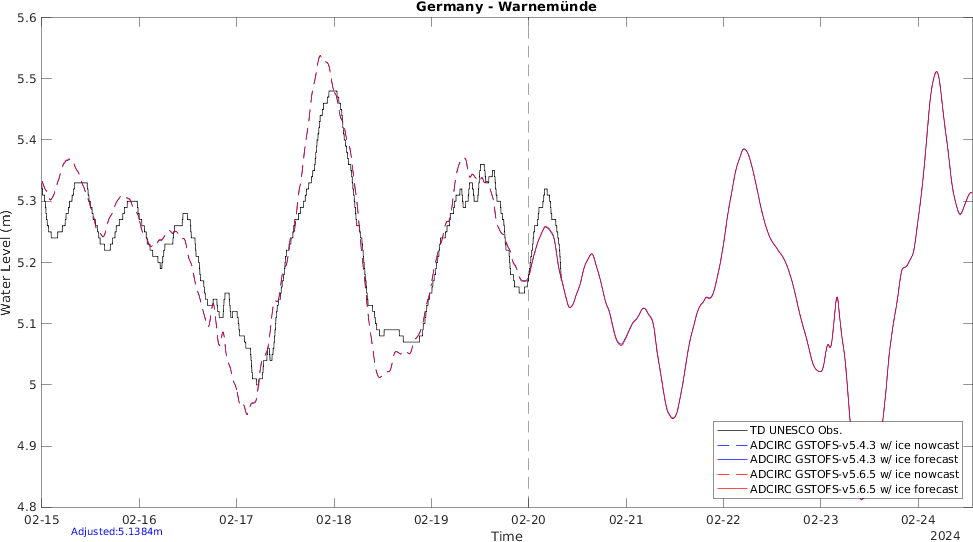 Germany - Warnemünde
5.6
5.5
5.4
5.3
5.2
5.1
5
4.9
4.8
Water Level (m)
TD UNESCO Obs.
ADCIRC GSTOFS-v5.4.3 w/ ice nowcast
ADCIRC GSTOFS-v5.4.3 w/ ice forecast
ADCIRC GSTOFS-v5.6.5 w/ ice nowcast
ADCIRC GSTOFS-v5.6.5 w/ ice forecast
02-15 02-16 02-17 02-18 02-19 02-20 02-21 02-22 02-23 02-24
Adjusted:5.1384m
Time
2024